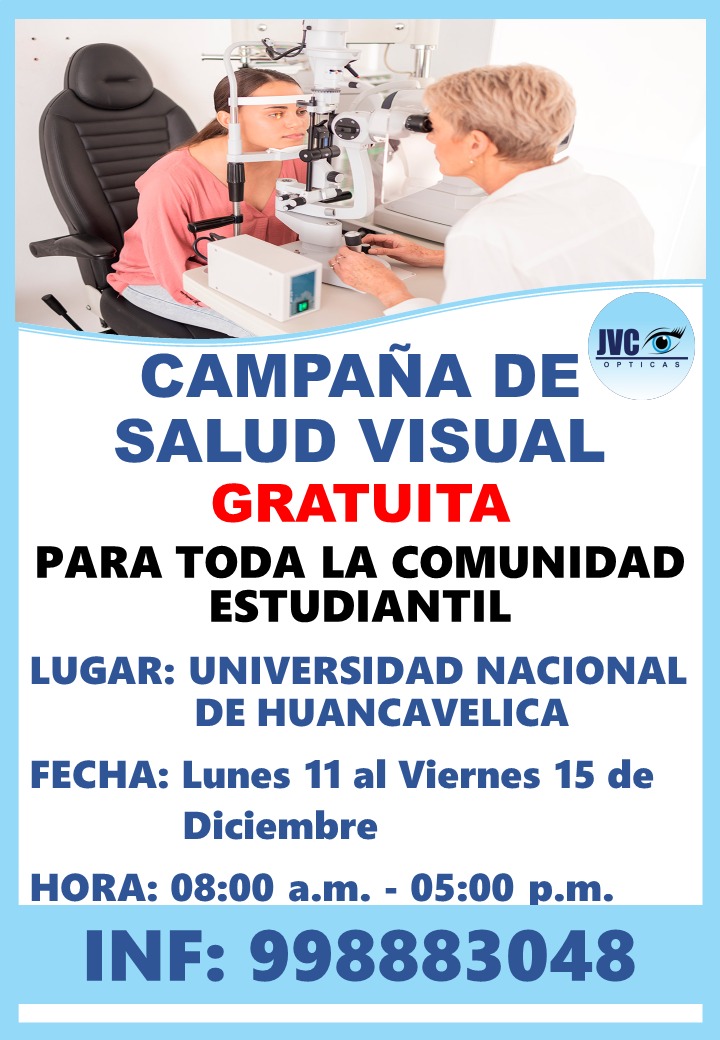 JVC
OPTICAS
CAMPAÑA DE
SALUD VISUAL
GRATUITA
PARA TODA LA COMUNIDAD
ESTUDIANTIL
LUGAR: UNIVERSIDAD NACIONAL
DE HUANCAVELICA
FECHA: Lunes 11 al Viernes 15 de
Diciembre
HORA: 08:00 a.m. - 05:00 p.m.
INF: 998883048